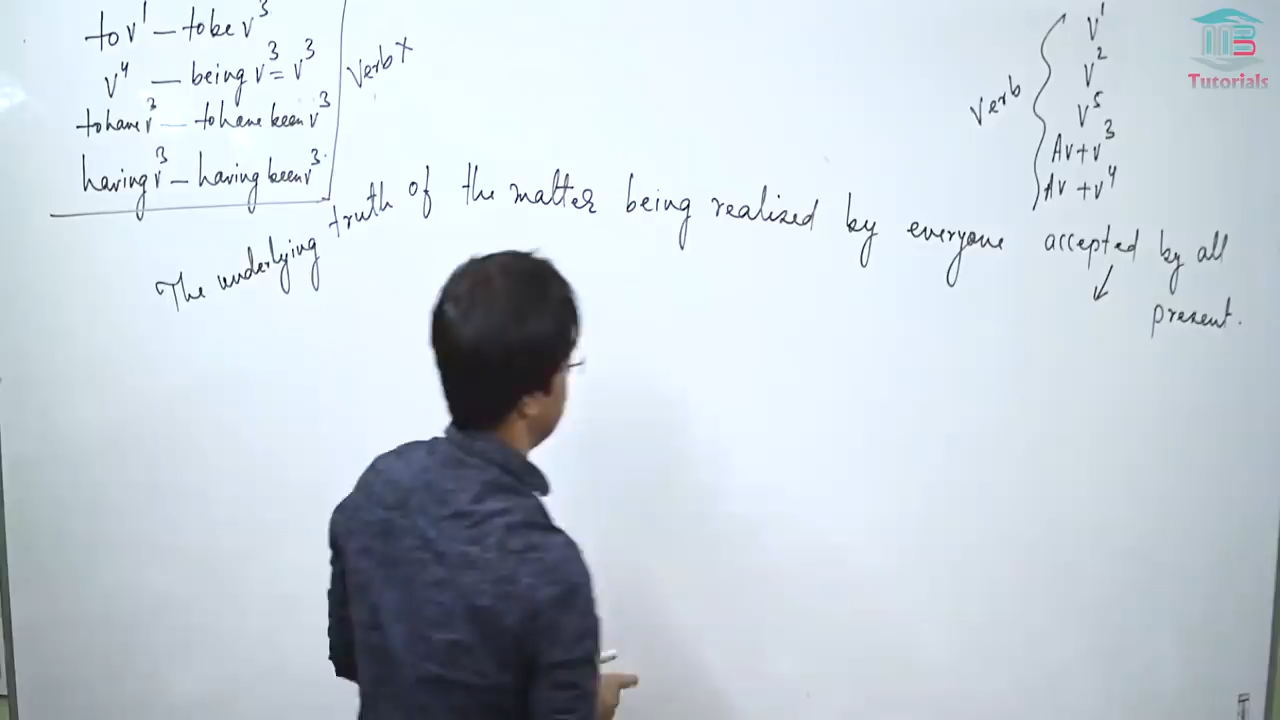 to v¹ – to be v³
v⁴ – being v³ = v³
to have v³ – to have been v³
having v³ – having been v³.
Verb ×
Verb
v¹
v²
v⁵
Av + v³
Av + v⁴
The underlying truth of the matter being realized by everyone accepted by all
present.
MB
Tutorials